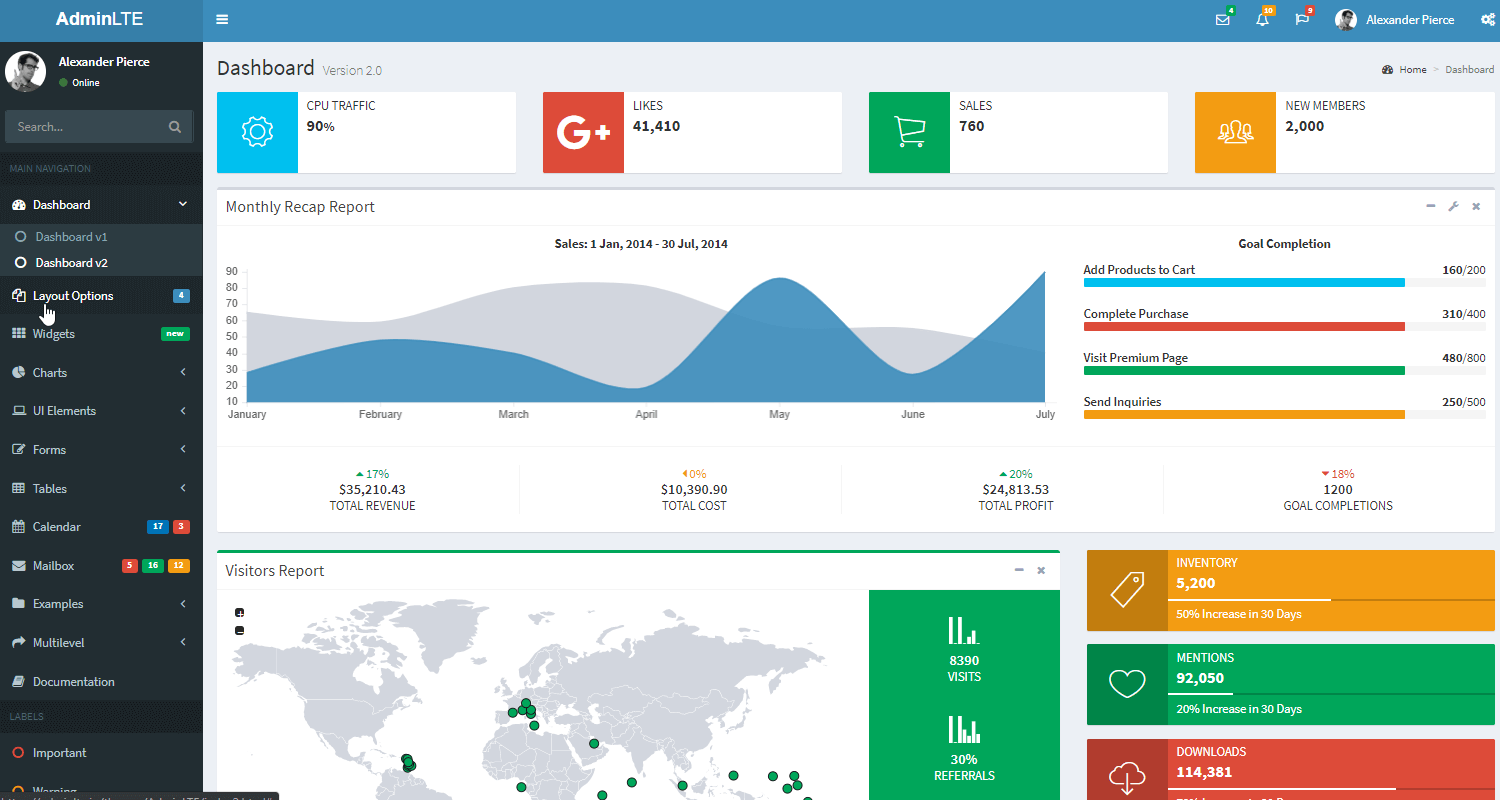 AdminLTE
4
10
9
Alexander Pierce
Alexander Pierce
Online
Search...
MAIN NAVIGATION
Dashboard
Dashboard v1
Dashboard v2
Layout Options 4
Widgets new
Charts
UI Elements
Forms
Tables
Calendar 17 3
Mailbox 5 16 12
Examples
Multilevel
Documentation
LABELS
Important
Warning
Dashboard Version 2.0
Home > Dashboard
CPU TRAFFIC
90%
G+
LIKES
41,410
SALES
760
NEW MEMBERS
2,000
Monthly Recap Report
Sales: 1 Jan, 2014 - 30 Jul, 2014
90
80
70
60
50
40
30
20
10
January February March April May June July
Goal Completion
Add Products to Cart 160/200
Complete Purchase 310/400
Visit Premium Page 480/800
Send Inquiries 250/500
17%
$35,210.43
TOTAL REVENUE
0%
$10,390.90
TOTAL COST
20%
$24,813.53
TOTAL PROFIT
18%
1200
GOAL COMPLETIONS
Visitors Report
8390
VISITS
30%
REFERRALS
INVENTORY
5,200
50% Increase in 30 Days
MENTIONS
92,050
20% Increase in 30 Days
DOWNLOADS
114,381